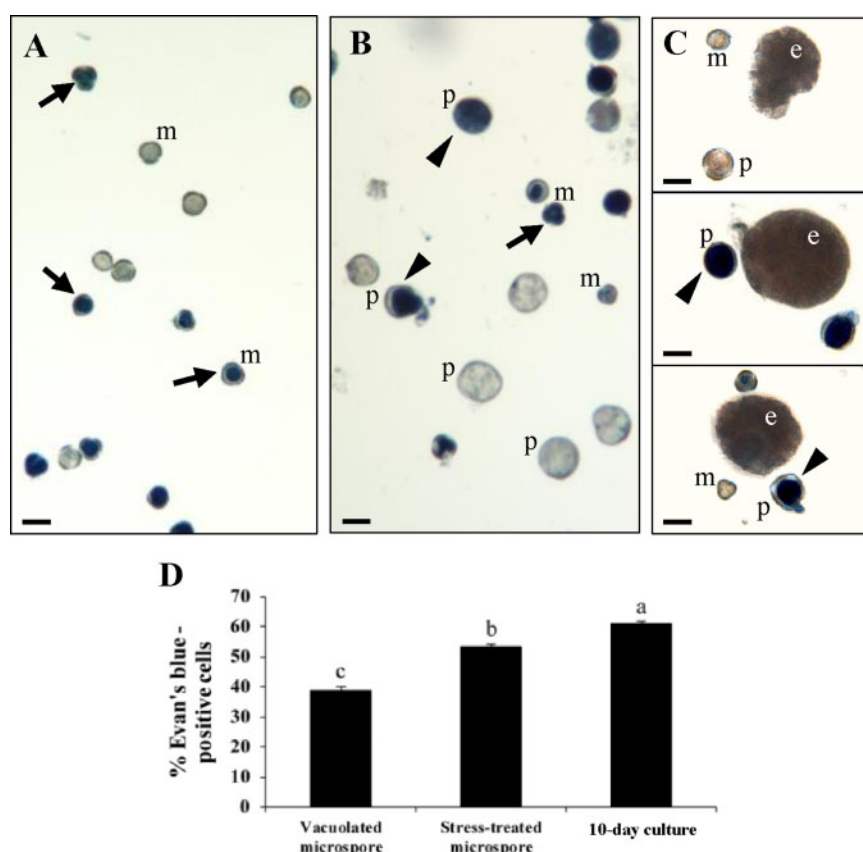 A
m
m
B
p
m
p
m
p
p
C
m
e
p
p
e
e
m
p
D
% Evan's blue -
positive cells
70
60
50
40
30
20
10
0
c
b
a
Vacuolated
microspore
Stress-treated
microspore
10-day culture